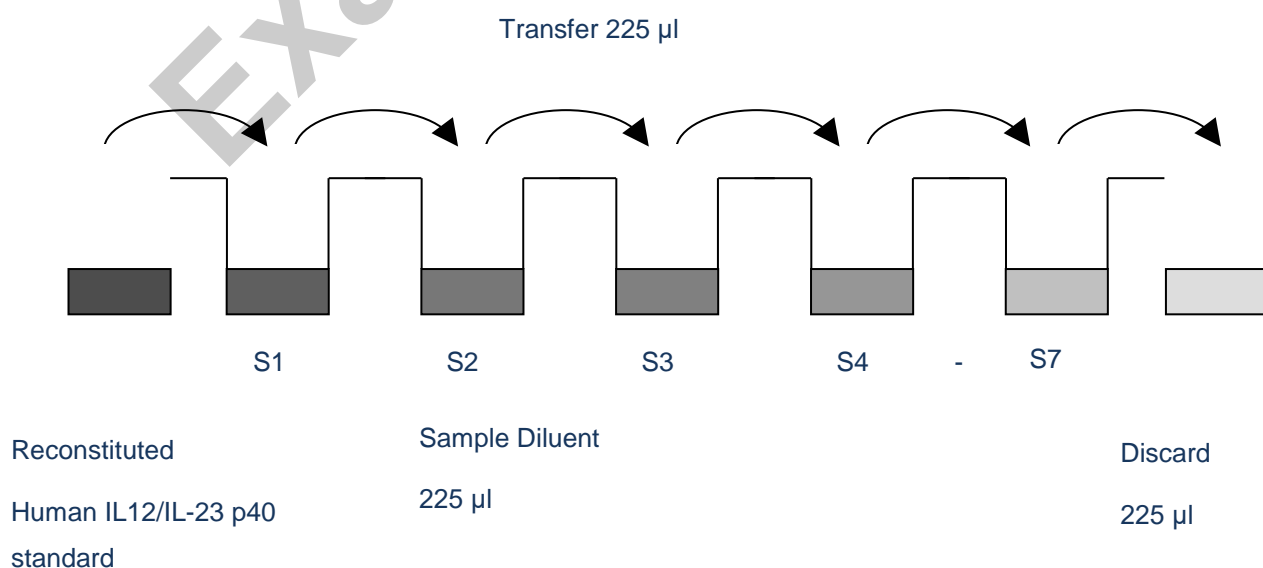 Transfer 225 µl
Exa
S1 S2 S3 S4 - S7
Reconstituted
Human IL12/IL-23 p40
standard
Sample Diluent
225 µl
Discard
225 µl